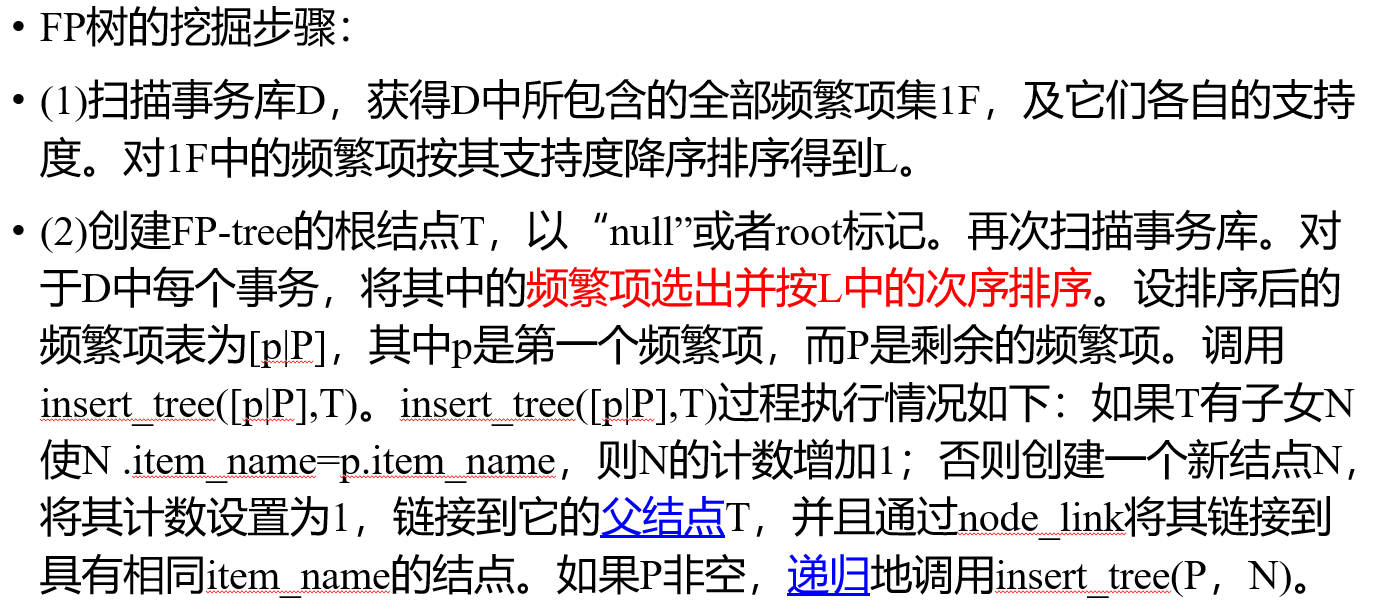 • FP树的挖掘步骤：
• (1)扫描事务库D，获得D中所包含的全部频繁项集1F，及它们各自的支持
度。对1F中的频繁项按其支持度降序排序得到L。
• (2)创建FP-tree的根结点T，以“null”或者root标记。再次扫描事务库。对
于D中每个事务，将其中的频繁项选出并按L中的次序排序。设排序后的
频繁项表为[p|P]，其中p是第一个频繁项，而P是剩余的频繁项。调用
insert_tree([p|P],T)。insert_tree([p|P],T)过程执行情况如下：如果T有子女N
使N .item_name=p.item_name，则N的计数增加1；否则创建一个新结点N，
将其计数设置为1，链接到它的父结点T，并且通过node_link将其链接到
具有相同item_name的结点。如果P非空，递归地调用insert_tree(P，N)。